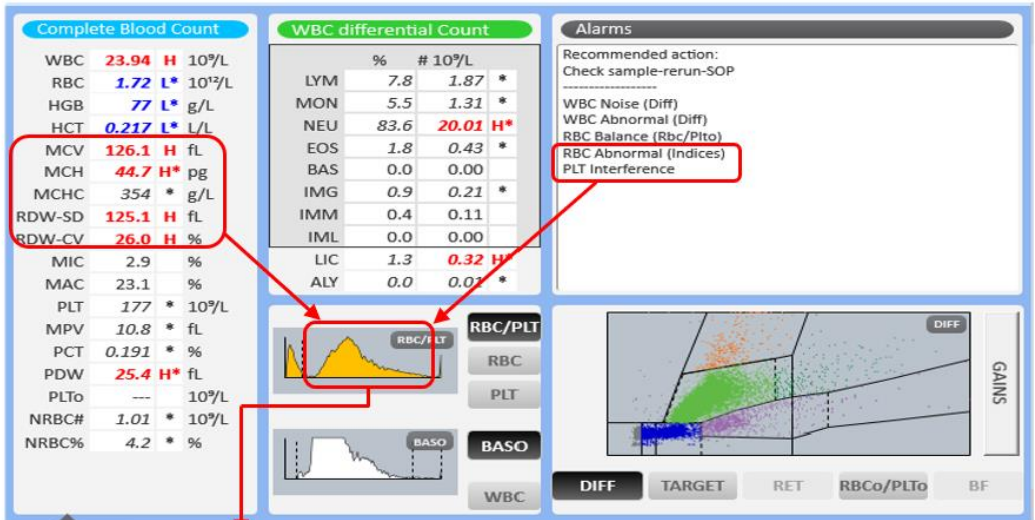 Complete Blood Count
WBC 23.94 H 10⁹/L
RBC 1.72 L* 10¹²/L
HGB 77 L* g/L
HCT 0.217 L* L/L
MCV 126.1 H fL
MCH 44.7 H* pg
MCHC 354 * g/L
RDW-SD 125.1 H fL
RDW-CV 26.0 H %
MIC 2.9 %
MAC 23.1 %
PLT 177 * 10⁹/L
MPV 10.8 * fL
PCT 0.191 * %
PDW 25.4 H* fL
PLTo --- 10⁹/L
NRBC# 1.01 * 10⁹/L
NRBC% 4.2 * %
WBC differential Count
% # 10⁹/L
LYM 7.8 1.87 *
MON 5.5 1.31 *
NEU 83.6 20.01 H*
EOS 1.8 0.43 *
BAS 0.0 0.00
IMG 0.9 0.21 *
IMM 0.4 0.11
IML 0.0 0.00
LIC 1.3 0.32 H*
ALY 0.0 0.01 *
Alarms
Recommended action:
Check sample-rerun-SOP
------------------
WBC Noise (Diff)
WBC Abnormal (Diff)
RBC Balance (Rbc/Plto)
RBC Abnormal (Indices)
PLT Interference
RBC/PLT
RBC/PLT
RBC
PLT
BASO
BASO
WBC
DIFF
GAINS
DIFF TARGET RET RBCo/PLTo BF